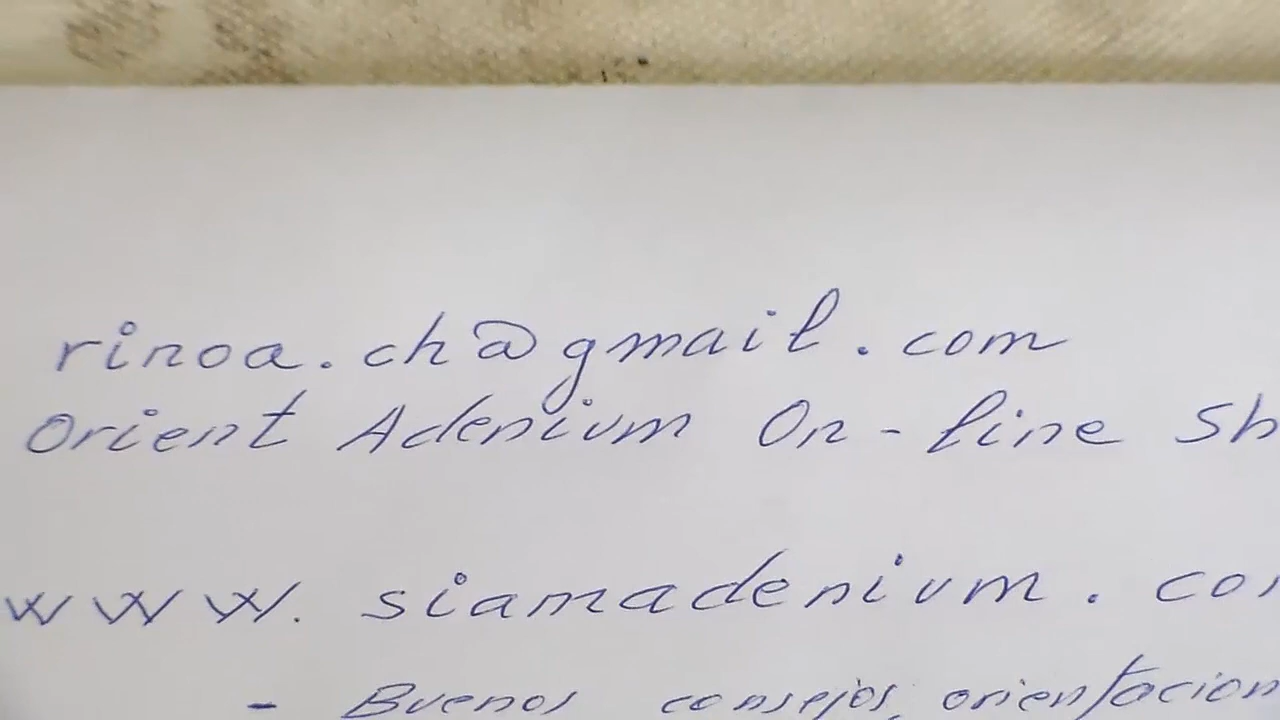 rinoa.ch@gmail.com
Orient Adenium On-line Sh
www.siamadenium.co
- Buenos consejos, orientacion